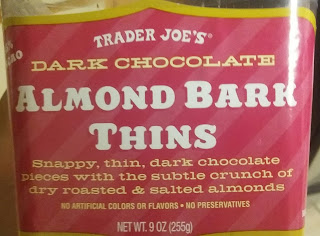 TRADER JOE'S®
DARK CHOCOLATE
ALMOND BARK
THINS
Snappy, thin, dark chocolate
pieces with the subtle crunch of
dry roasted & salted almonds
NO ARTIFICIAL COLORS OR FLAVORS • NO PRESERVATIVES
NET WT. 9 OZ (255g)